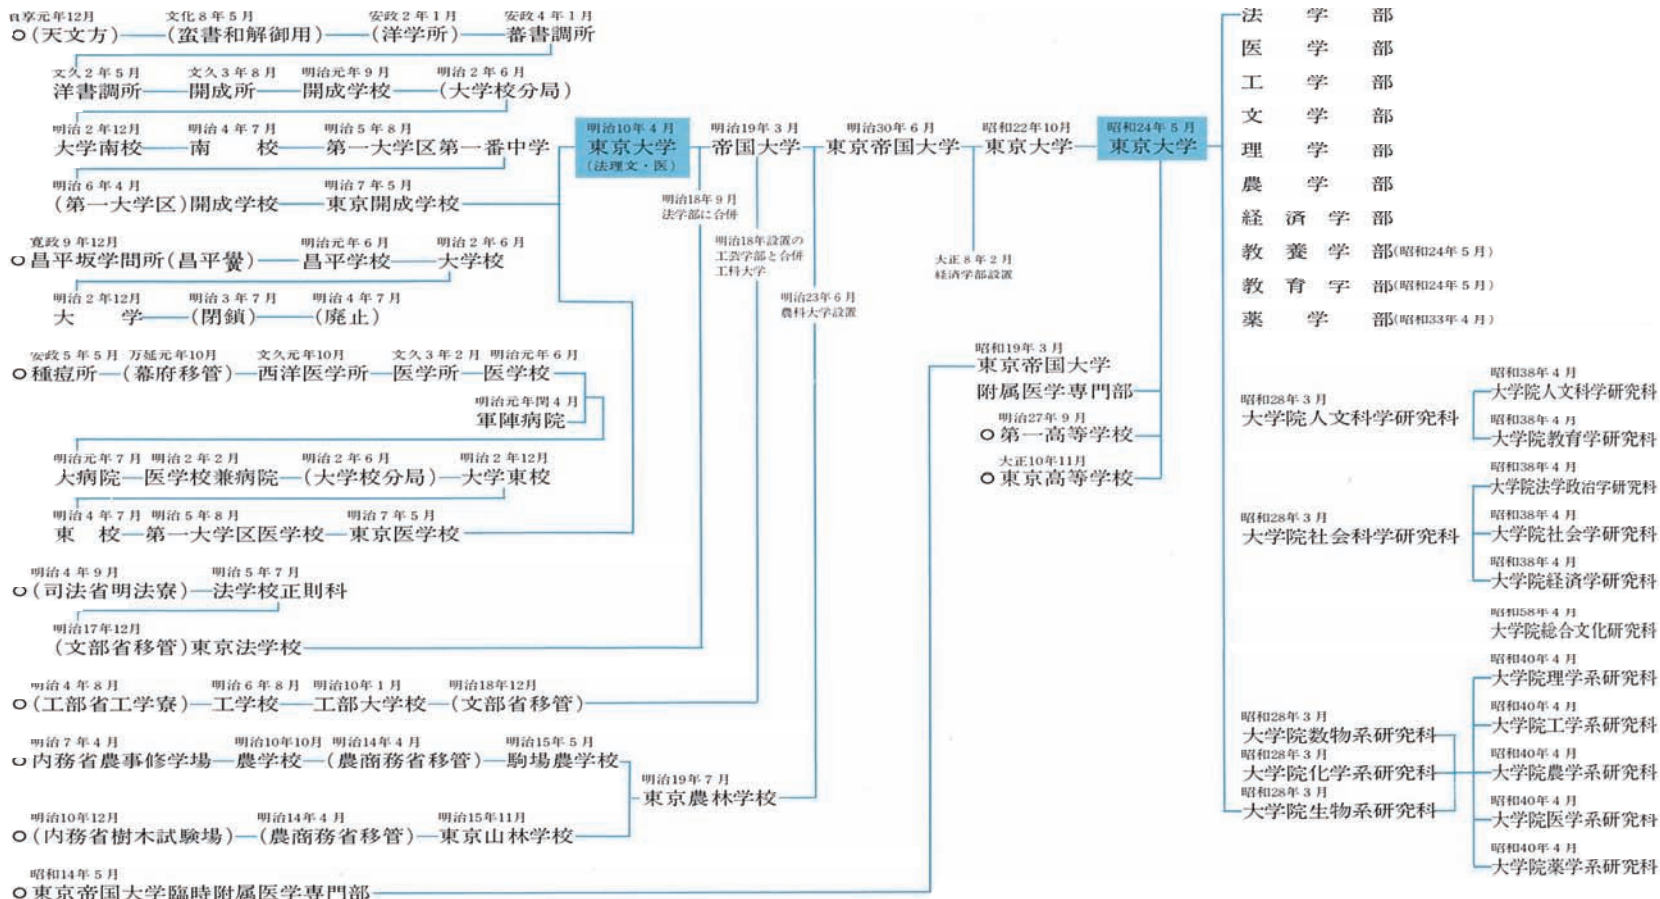 貞享元年12月 文化8年5月 安政2年1月 安政4年1月
(天文方) (蛮書和解御用) (洋学所) 蕃書調所
文久2年5月 文久3年8月 明治元年9月 明治2年6月
洋書調所 開成所 開成学校 (大学校分局)
明治2年12月 明治4年7月 明治5年8月
大学南校 南校 第一大学区第一番中学
明治6年4月 明治7年5月
(第一大学区)開成学校 東京開成学校
寛政9年12月 明治元年6月 明治2年6月
昌平坂学問所(昌平黌) 昌平学校 大学校
明治2年12月 明治3年7月 明治4年7月
大学 (閉鎖) (廃止)
安政5年5月 万延元年10月 文久元年10月 文久3年2月 明治元年6月
種痘所 (幕府移管) 西洋医学所 医学所 医学校
明治元年閏4月
軍陣病院
明治元年7月 明治2年2月 明治2年6月 明治2年12月
大病院 医学校兼病院 (大学校分局) 大学東校
明治4年7月 明治5年8月 明治7年5月
東校 第一大学区医学校 東京医学校
明治4年9月 明治5年7月
(司法省明法寮) 法学校正則科
明治17年12月
(文部省移管)東京法学校
明治4年8月 明治6年8月 明治10年1月 明治18年12月
(工部省工学寮) 工学校 工部大学校 (文部省移管)
明治7年4月 明治10年10月 明治14年4月 明治15年5月
内務省農事修学場 農学校 (農商務省移管) 駒場農学校
明治19年7月
東京農林学校
明治10年12月 明治14年4月 明治15年11月
(内務省樹木試験場) (農商務省移管) 東京山林学校
昭和14年5月
東京帝国大学臨時附属医学専門部
明治10年4月 明治19年3月 明治30年6月 昭和22年10月 昭和24年5月
東京大学 帝国大学 東京帝国大学 東京大学 東京大学
(法理文・医)
明治18年9月
法学部に合併
明治18年設置の
工芸学部と合併
工科大学
明治23年6月
農科大学設置
大正8年2月
経済学部設置
昭和19年3月
東京帝国大学
附属医学専門部
明治27年9月
第一高等学校
大正10年11月
東京高等学校
法学部
医学部
工学部
文学部
理学部
農学部
経済学部
教養学部(昭和24年5月)
教育学部(昭和24年5月)
薬学部(昭和33年4月)
昭和28年3月
大学院人文科学研究科
昭和38年4月
大学院人文科学研究科
昭和38年4月
大学院教育学研究科
昭和28年3月
大学院社会科学研究科
昭和38年4月
大学院法学政治学研究科
昭和38年4月
大学院社会学研究科
昭和38年4月
大学院経済学研究科
昭和58年4月
大学院総合文化研究科
昭和28年3月
大学院数物系研究科
昭和28年3月
大学院化学系研究科
昭和28年3月
大学院生物系研究科
昭和40年4月
大学院理学系研究科
昭和40年4月
大学院工学系研究科
昭和40年4月
大学院農学系研究科
昭和40年4月
大学院医学系研究科
昭和40年4月
大学院薬学系研究科